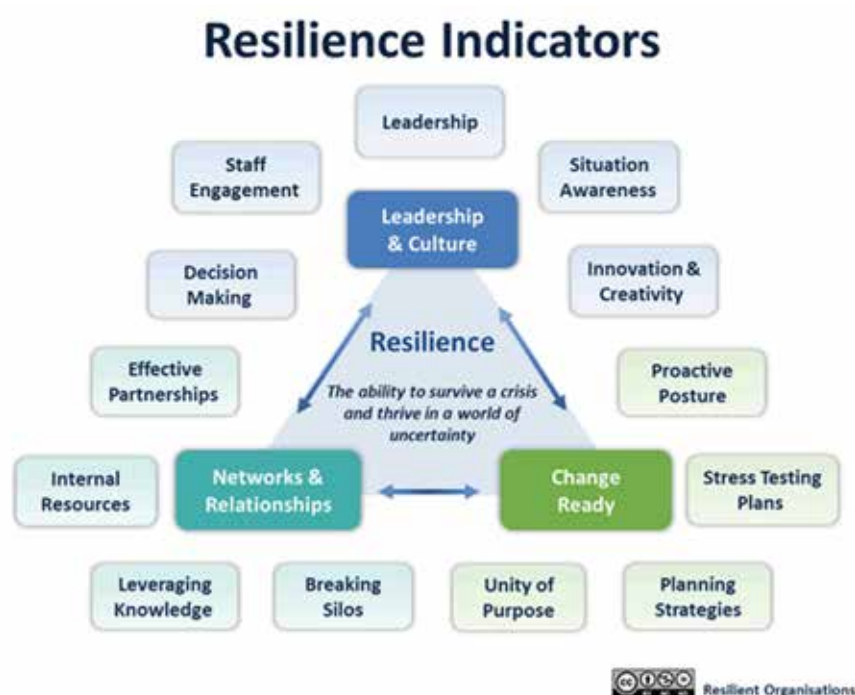 Resilience Indicators
Leadership
Staff
Engagement
Situation
Awareness
Leadership
& Culture
Decision
Making
Innovation &
Creativity
Resilience
The ability to survive a crisis
and thrive in a world of
uncertainty
Effective
Partnerships
Proactive
Posture
Internal
Resources
Networks &
Relationships
Change
Ready
Stress Testing
Plans
Leveraging
Knowledge
Breaking
Silos
Unity of
Purpose
Planning
Strategies
Resilient Organisations